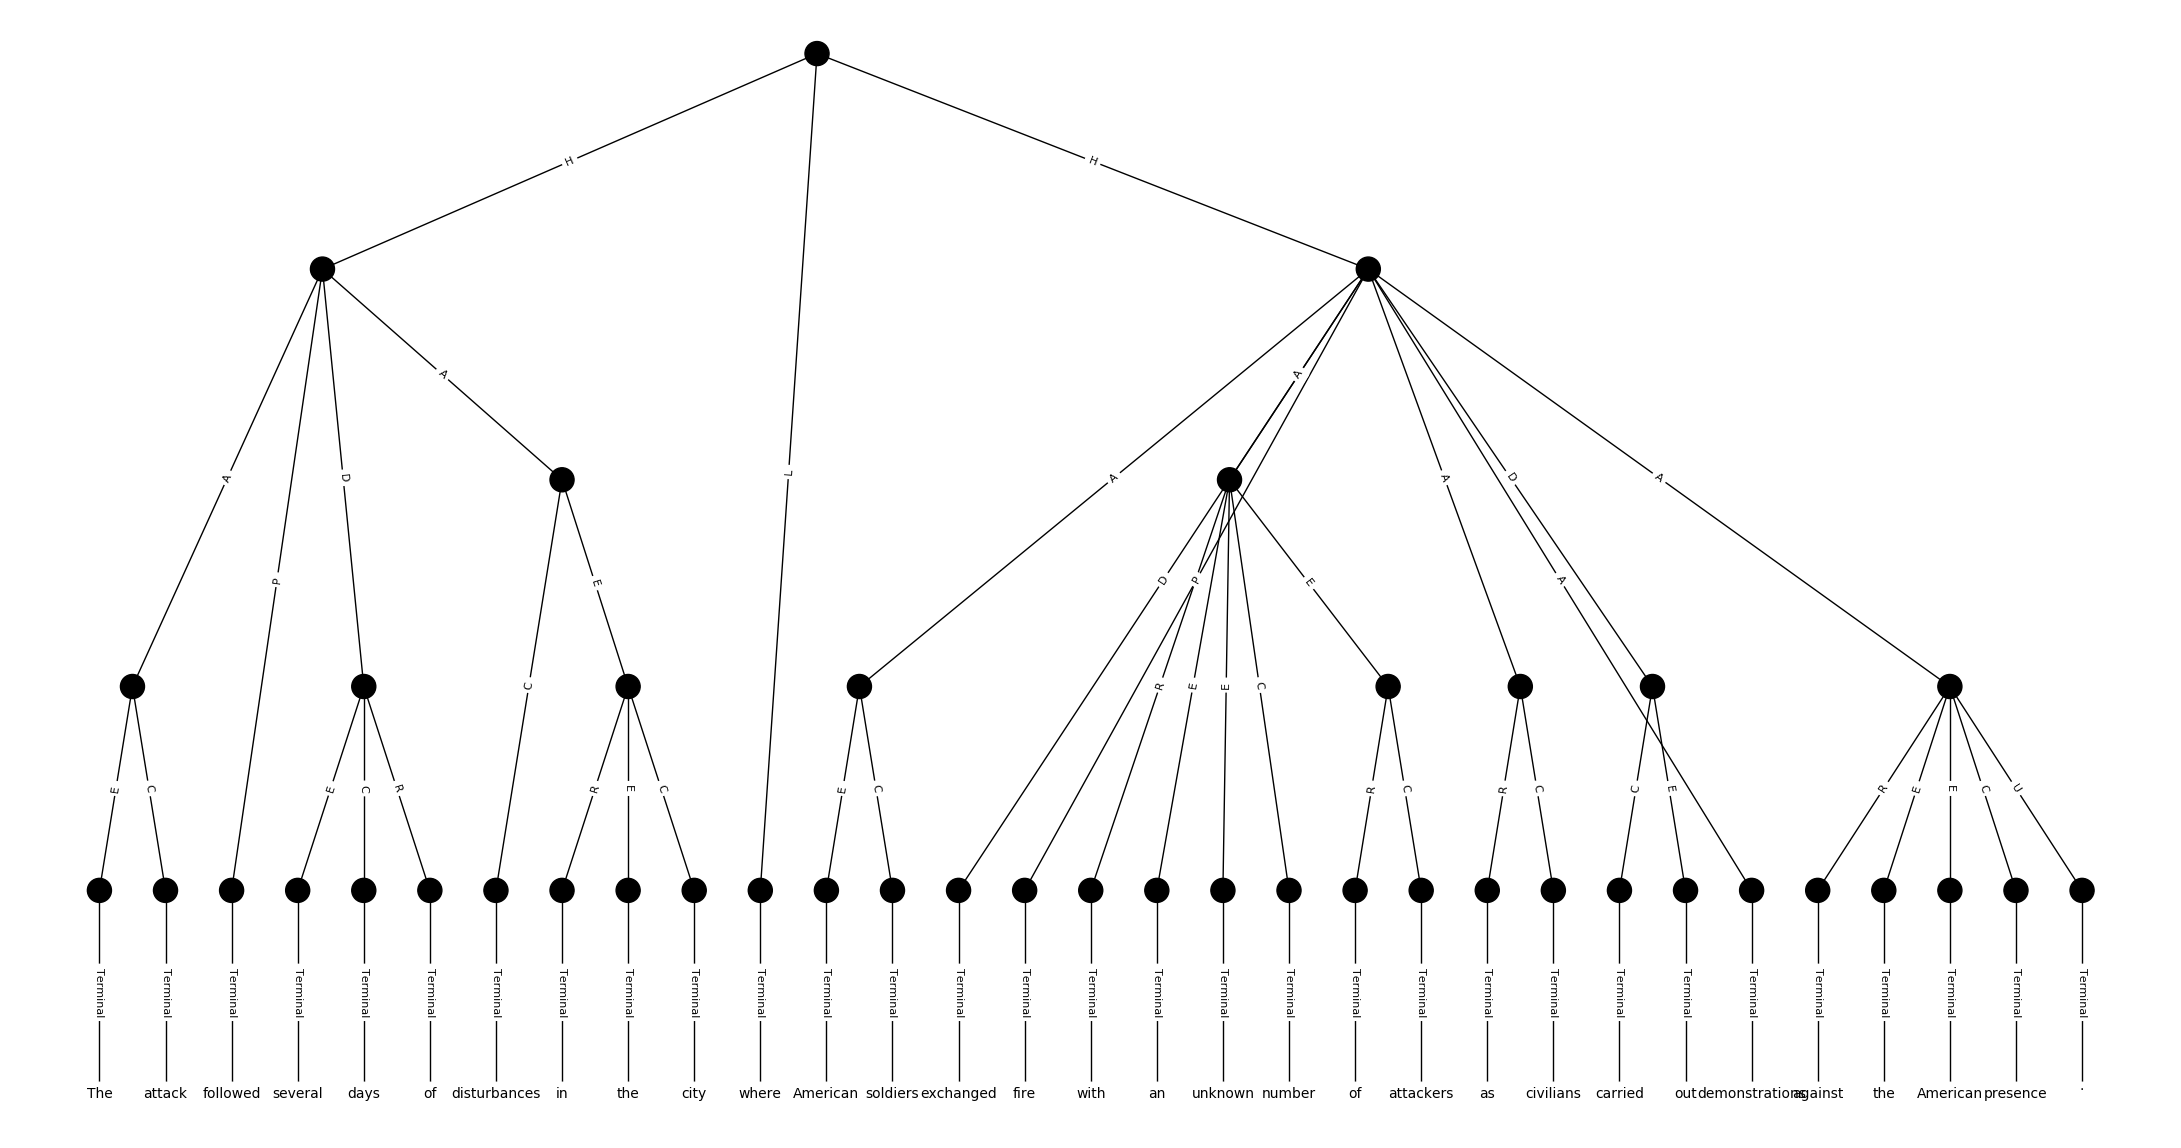 H H
A A
A D L A A D A
P E D P E A
C R E E C
E C E C R R E C E C R C R C C E R E E C U
Terminal Terminal Terminal Terminal Terminal Terminal Terminal Terminal Terminal Terminal Terminal Terminal Terminal Terminal Terminal Terminal Terminal Terminal Terminal Terminal Terminal Terminal Terminal Terminal Terminal Terminal Terminal Terminal Terminal Terminal Terminal
The attack followed several days of disturbances in the city where American soldiers exchanged fire with an unknown number of attackers as civilians carried out demonstrations against the American presence .